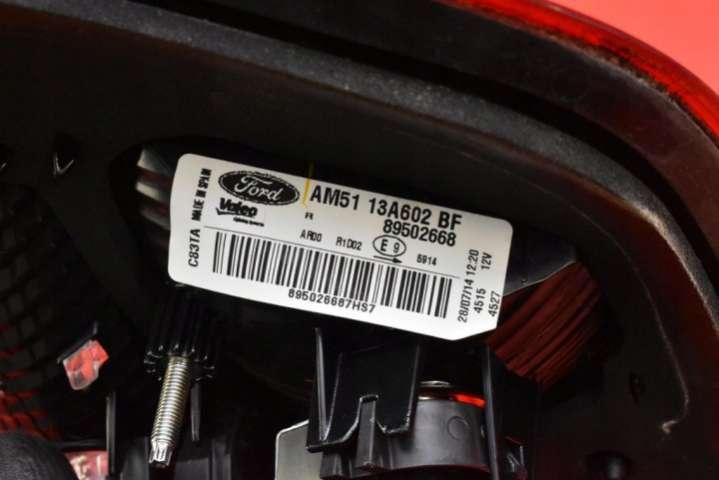 Ford
AM51 13A602 BF
Valeo
89502668
AR00 R1D02 E9 5914
MADE IN SPAIN
C83TA
895026687HS7
28/07/14 12:20
4515 12V
4527